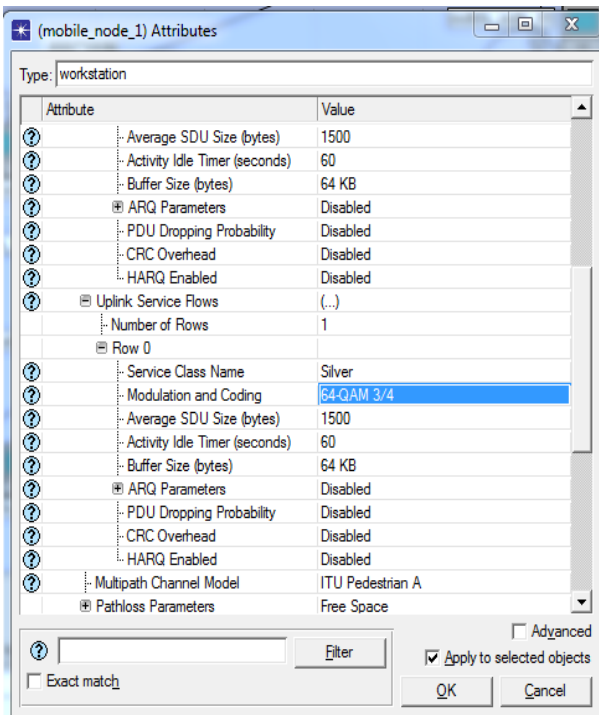 (mobile_node_1) Attributes
Type: workstation
Attribute Value
Average SDU Size (bytes) 1500
Activity Idle Timer (seconds) 60
Buffer Size (bytes) 64 KB
ARQ Parameters Disabled
PDU Dropping Probability Disabled
CRC Overhead Disabled
HARQ Enabled Disabled
Uplink Service Flows (...)
Number of Rows 1
Row 0
Service Class Name Silver
Modulation and Coding 64-QAM 3/4
Average SDU Size (bytes) 1500
Activity Idle Timer (seconds) 60
Buffer Size (bytes) 64 KB
ARQ Parameters Disabled
PDU Dropping Probability Disabled
CRC Overhead Disabled
HARQ Enabled Disabled
Multipath Channel Model ITU Pedestrian A
Pathloss Parameters Free Space
Advanced
Filter
Apply to selected objects
Exact match
OK Cancel